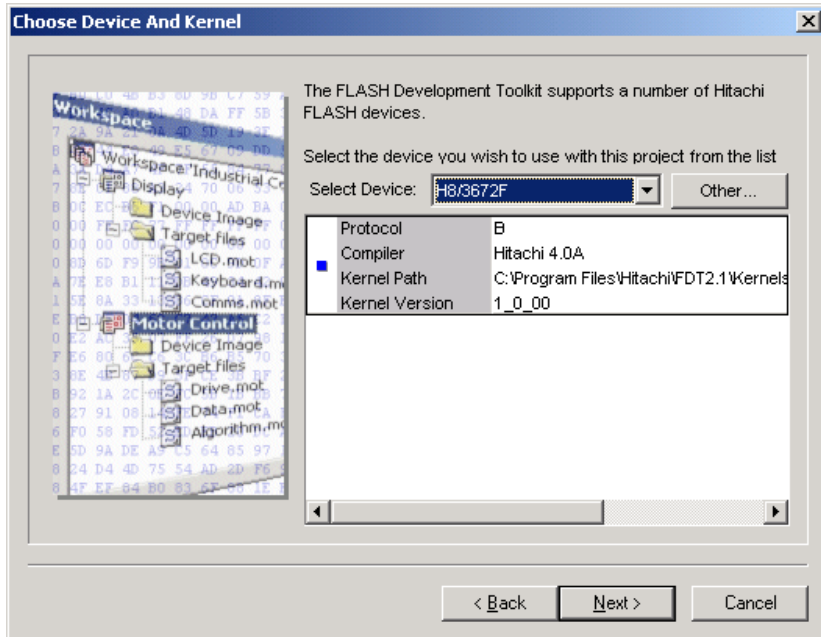 Choose Device And Kernel
The FLASH Development Toolkit supports a number of Hitachi
FLASH devices.
Select the device you wish to use with this project from the list
Select Device: H8/3672F Other...
Protocol B
Compiler Hitachi 4.0A
Kernel Path C:\Program Files\Hitachi\FDT2.1\Kernels
Kernel Version 1_0_00
Workspace
Workspace "Industrial
Display
Device Image
Target files
LCD.mot
Keyboard.m
Comms.mot
Motor Control
Device Image
Target files
Drive.mot
Data.mot
Algorithm.m
< Back Next > Cancel